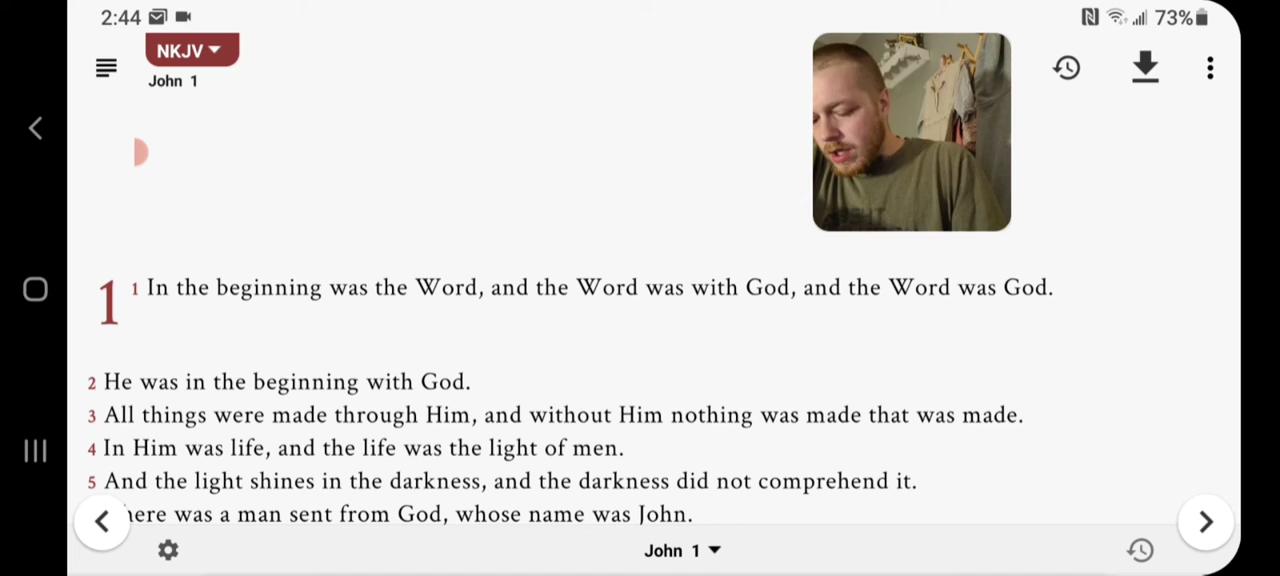 2:44 73%
NKJV
John 1
1 1 In the beginning was the Word, and the Word was with God, and the Word was God.
2 He was in the beginning with God.
3 All things were made through Him, and without Him nothing was made that was made.
4 In Him was life, and the life was the light of men.
5 And the light shines in the darkness, and the darkness did not comprehend it.
here was a man sent from God, whose name was John.
John 1